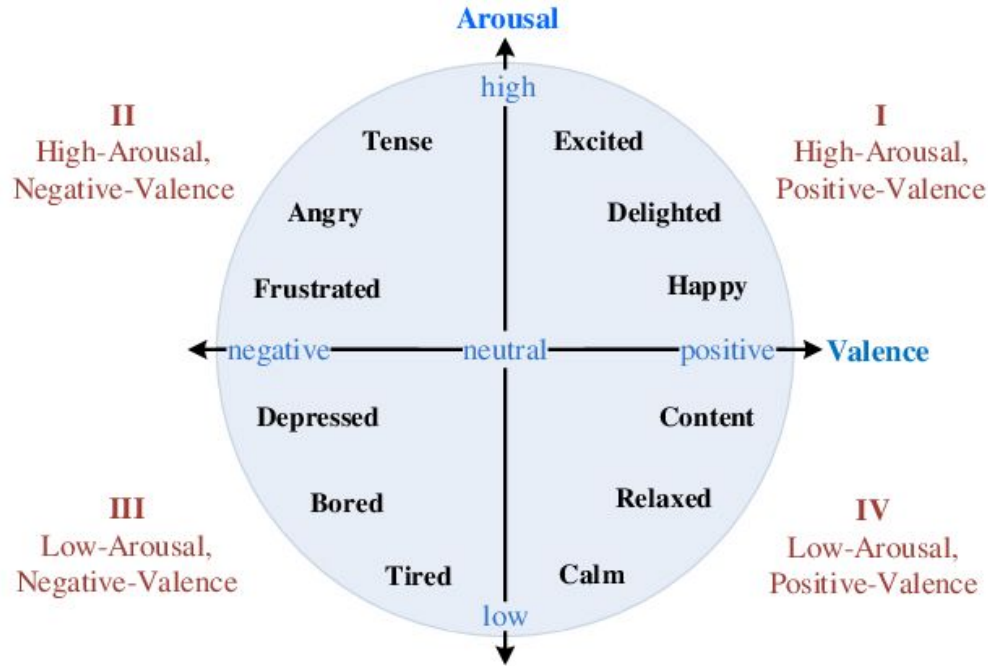 Arousal
high
II
High-Arousal,
Negative-Valence
I
High-Arousal,
Positive-Valence
Tense
Excited
Angry
Delighted
Frustrated
Happy
negative
neutral
positive
Valence
Depressed
Content
Bored
Relaxed
Tired
Calm
III
Low-Arousal,
Negative-Valence
IV
Low-Arousal,
Positive-Valence
low